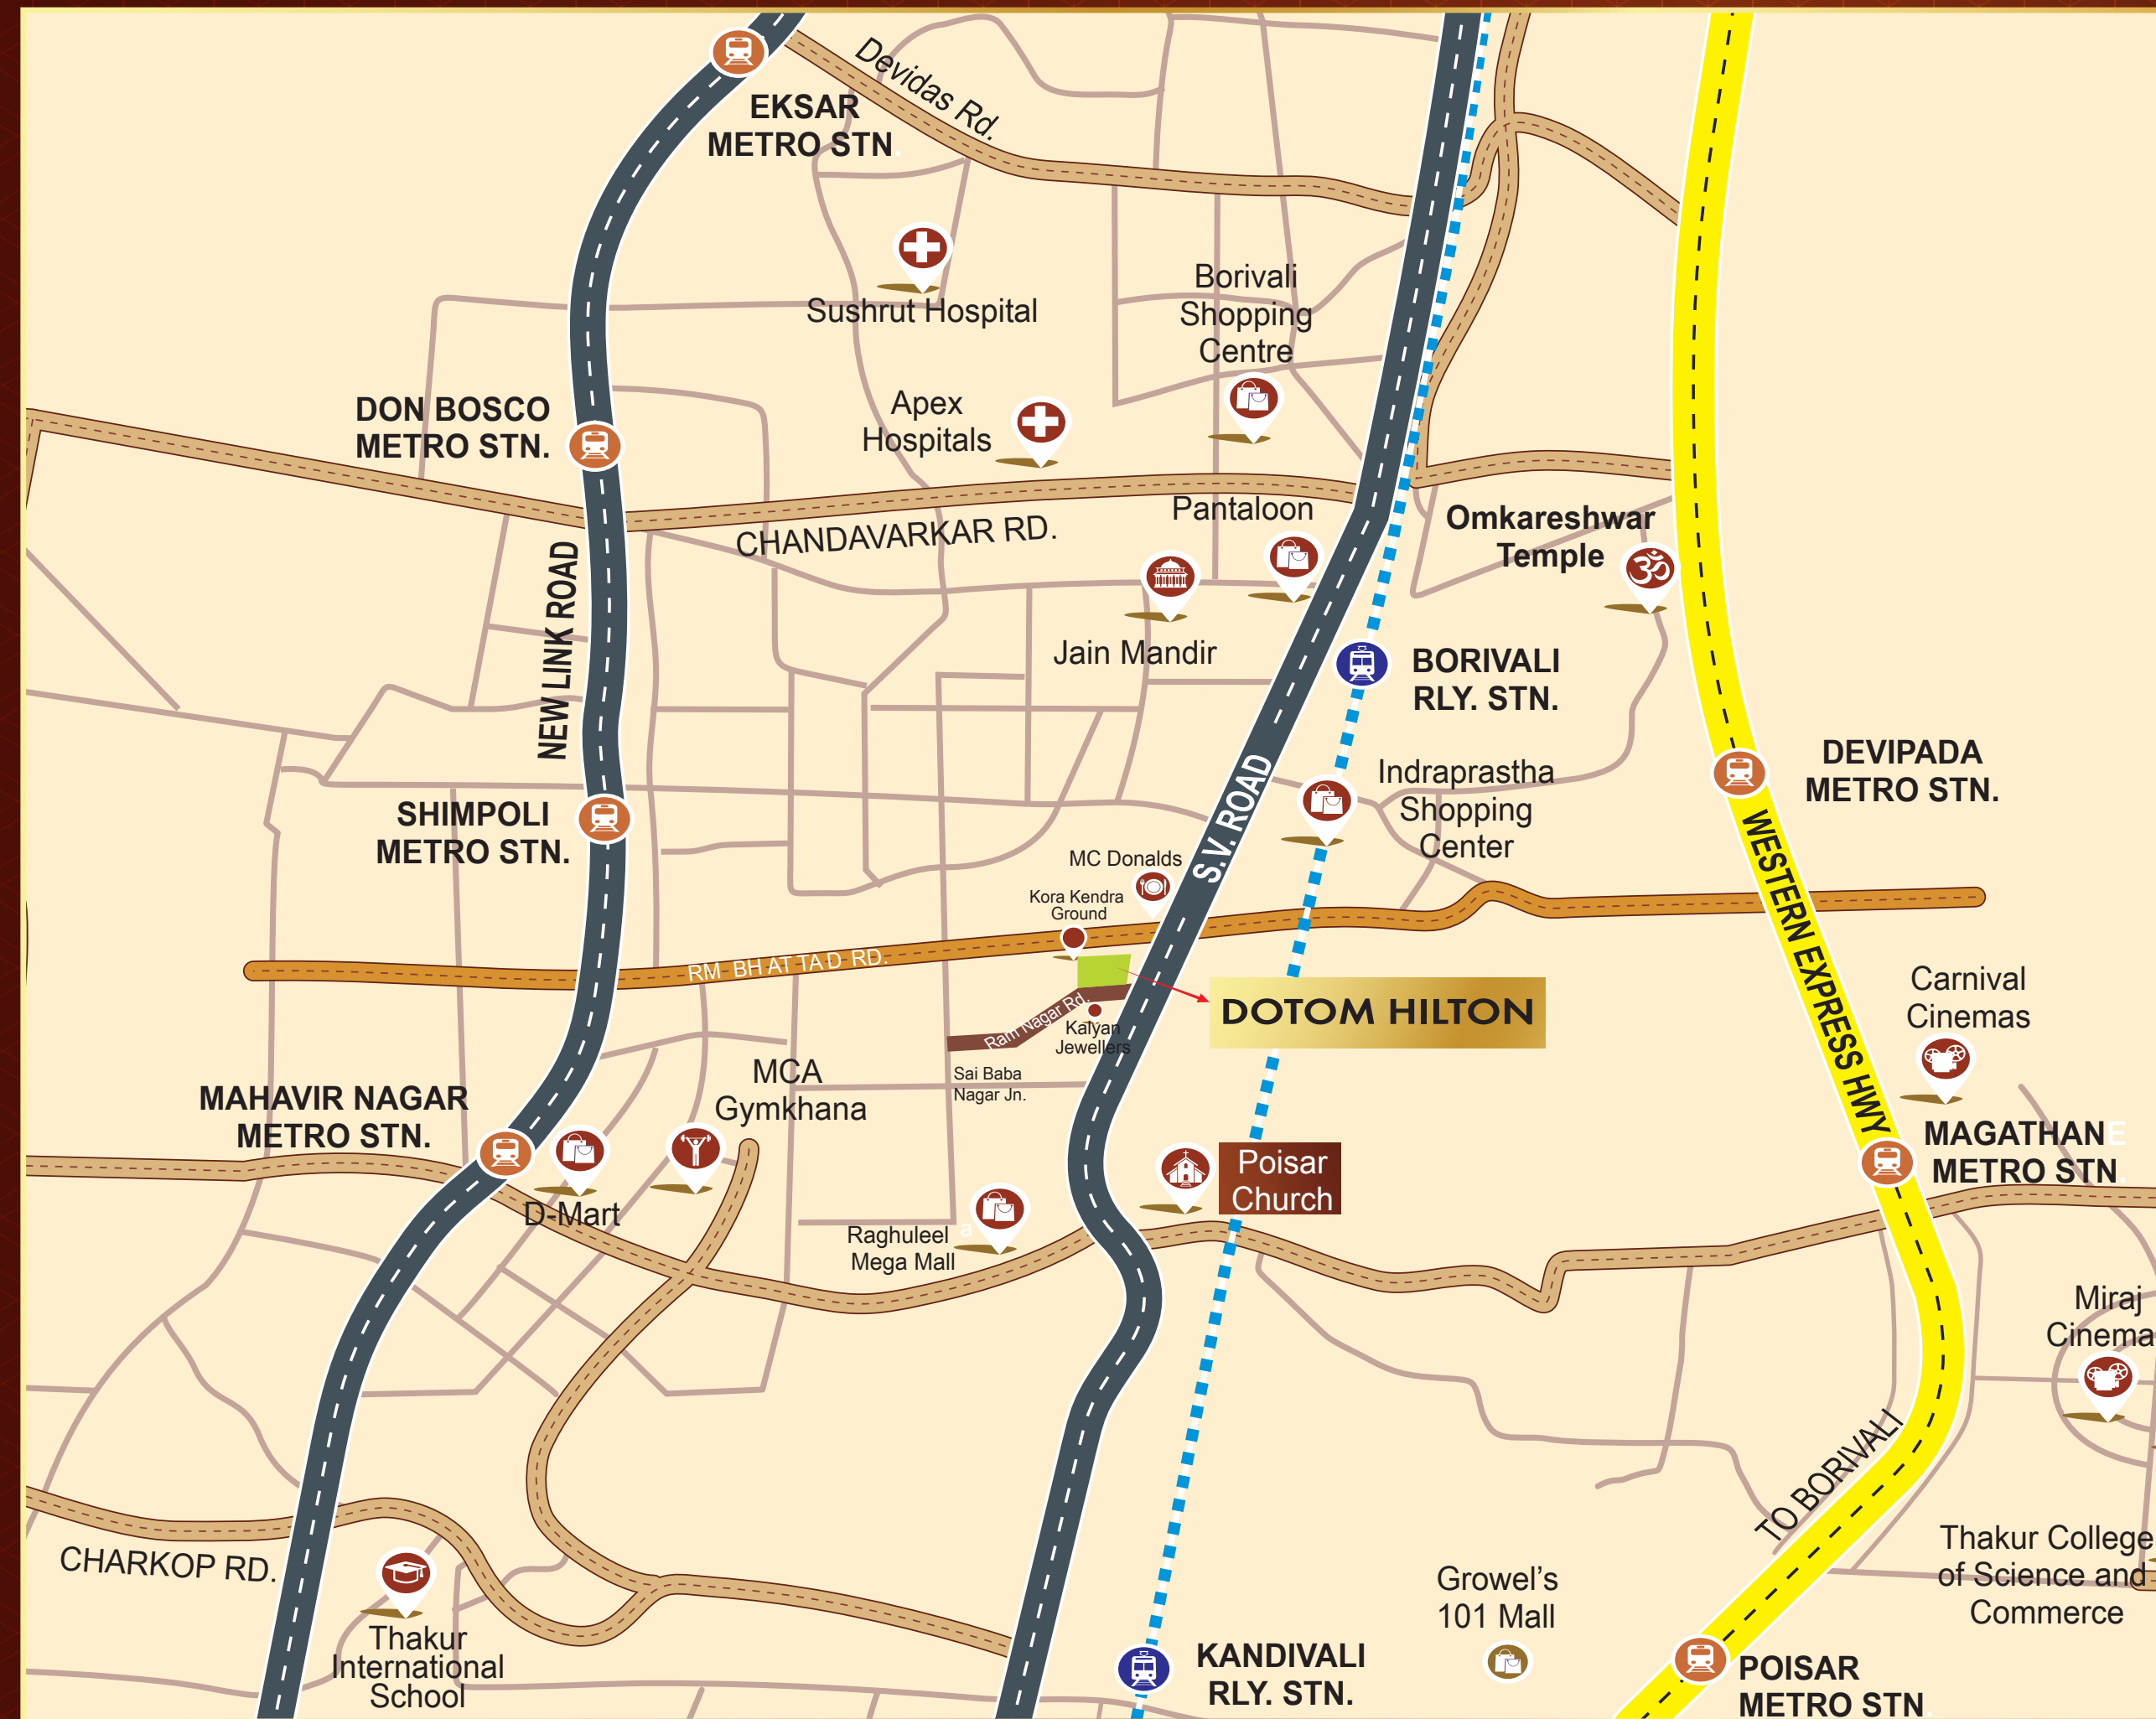 Devidas Rd.
EKSAR
METRO STN.
Sushrut Hospital
Borivali
Shopping
Centre
DON BOSCO
METRO STN.
Apex
Hospitals
Pantaloon
CHANDAVARKAR RD.
Omkareshwar
Temple
NEW LINK ROAD
Jain Mandir
BORIVALI
RLY. STN.
DEVIPADA
METRO STN.
Indraprastha
Shopping
Center
S.V. ROAD
SHIMPOLI
METRO STN.
MC Donalds
Kora Kendra
Ground
WESTERN EXPRESS HWY
RM BHATTAD RD.
DOTOM HILTON
Ram Nagar Rd.
Kalyan
Jewellers
Carnival
Cinemas
Sai Baba
Nagar Jn.
MCA
Gymkhana
MAHAVIR NAGAR
METRO STN.
MAGATHANE
METRO STN.
Poisar
Church
D-Mart
Raghuleela
Mega Mall
Miraj
Cinema
TO BORIVALI
CHARKOP RD.
Thakur College
of Science and
Commerce
Growel's
101 Mall
Thakur
International
School
KANDIVALI
RLY. STN.
POISAR
METRO STN.